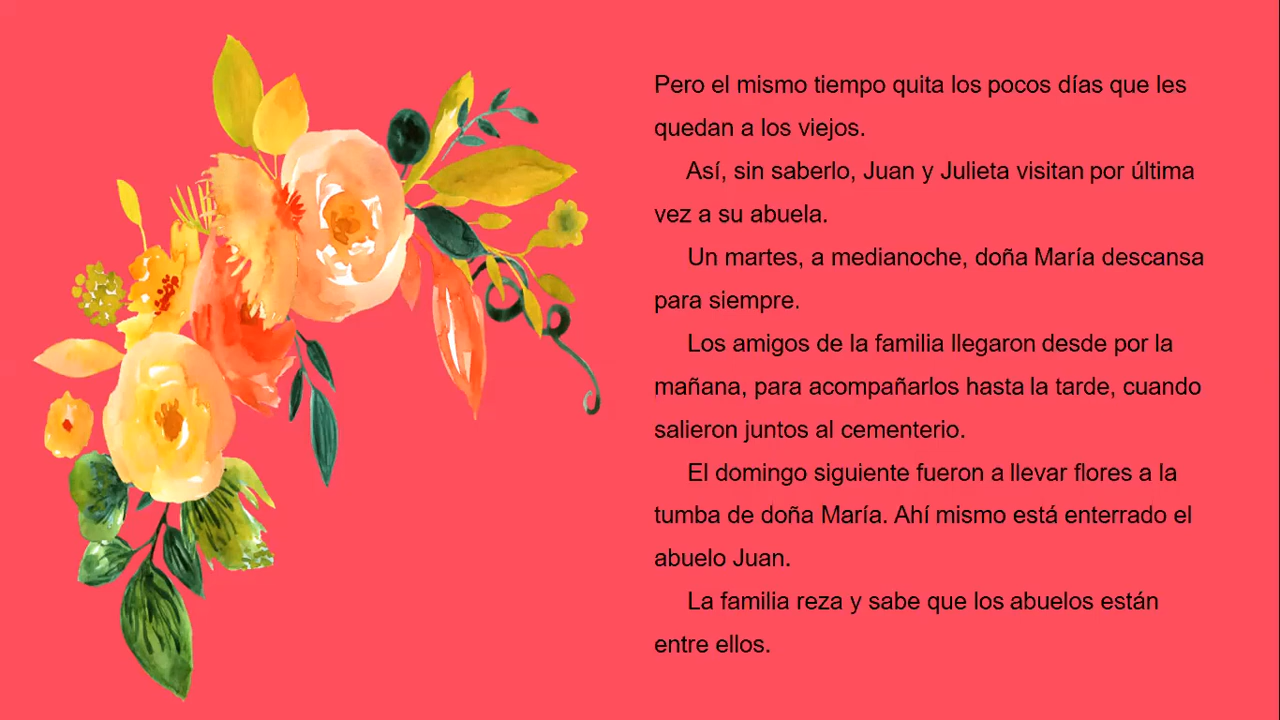 Pero el mismo tiempo quita los pocos días que les
quedan a los viejos.
Así, sin saberlo, Juan y Julieta visitan por última
vez a su abuela.
Un martes, a medianoche, doña María descansa
para siempre.
Los amigos de la familia llegaron desde por la
mañana, para acompañarlos hasta la tarde, cuando
salieron juntos al cementerio.
El domingo siguiente fueron a llevar flores a la
tumba de doña María. Ahí mismo está enterrado el
abuelo Juan.
La familia reza y sabe que los abuelos están
entre ellos.